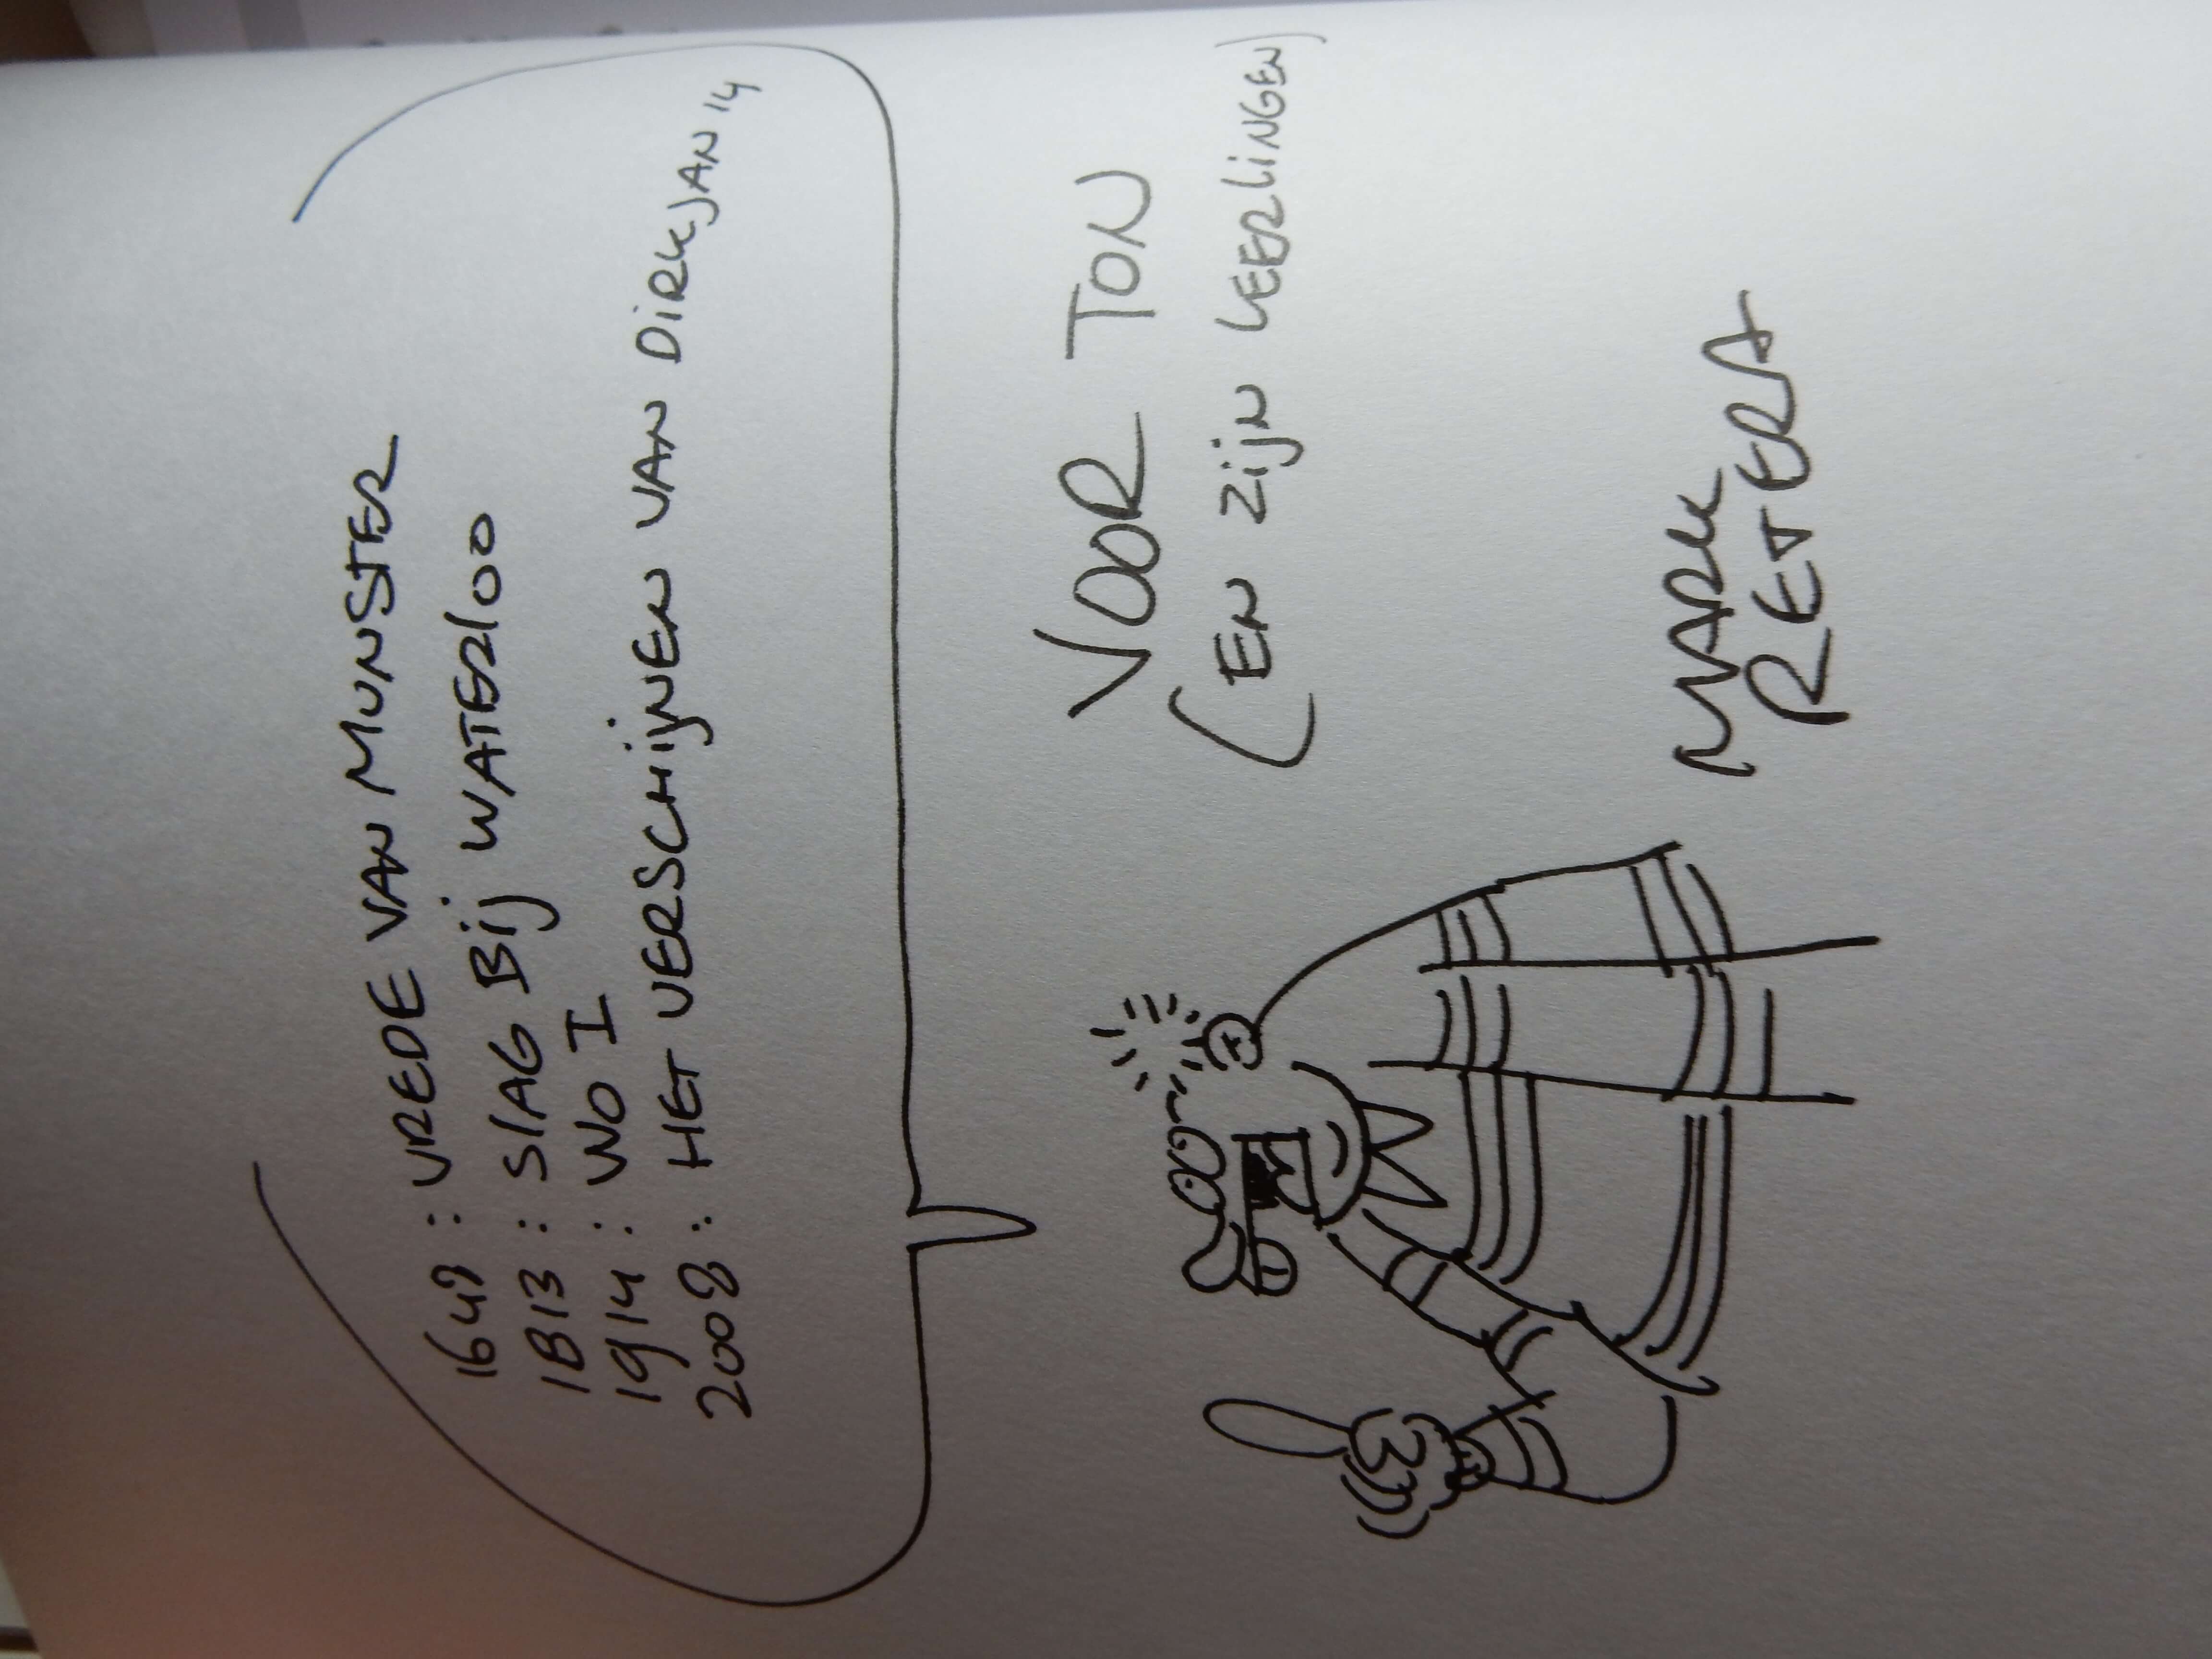 1648 : VREDE VAN MUNSTER
1813 : SlAG Bij WATERlOO
1914 : WO I
2008 : HET VERSCHijNEN VAN DiRKJAN 14
VOOR TON
(EN ZijN lEERliNGEN)
MARK
RETERA